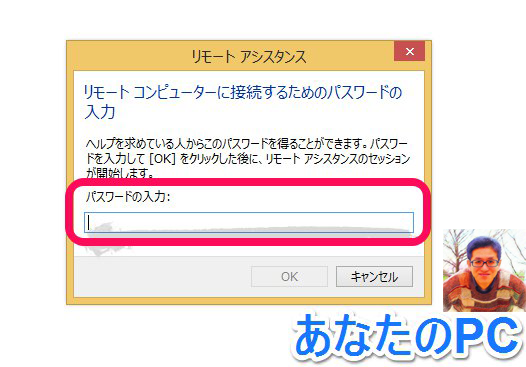 リモート アシスタンス
リモート コンピューターに接続するためのパスワードの
入力
ヘルプを求めている人からこのパスワードを得ることができます。パスワー
ドを入力して [OK] をクリックした後に、リモート アシスタンスのセッション
が開始します。
パスワードの入力:
OK
キャンセル
あなたのPC